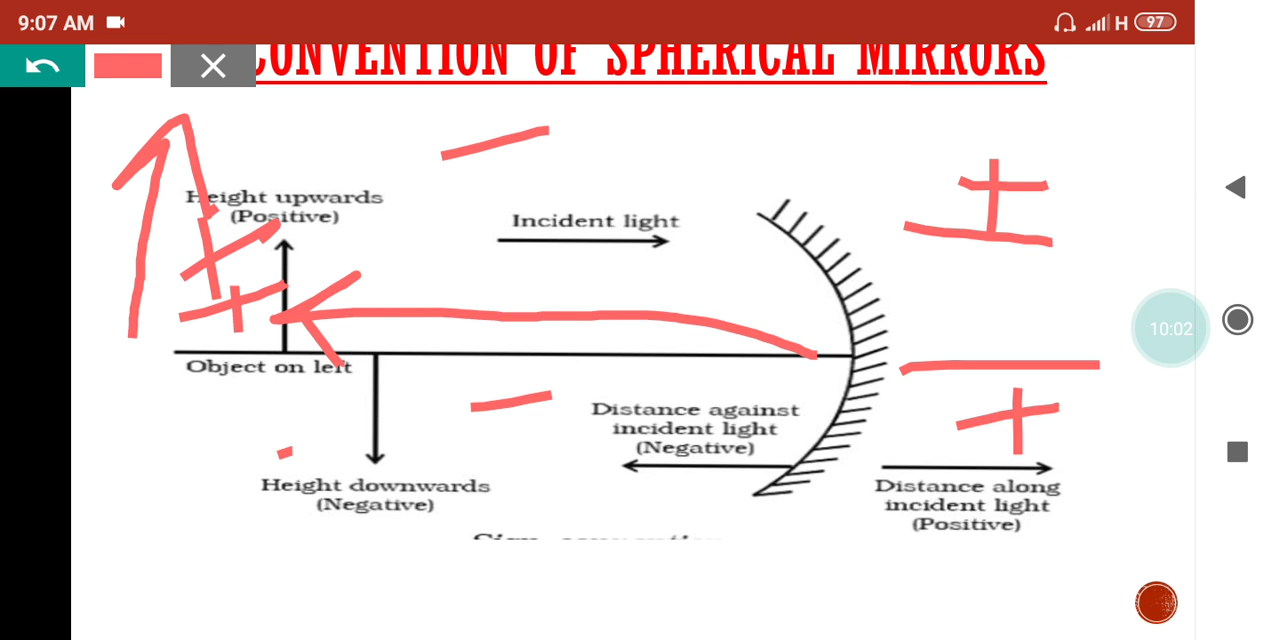 9:07 AM
H 97
CONVENTION OF SPHERICAL MIRRORS
Height upwards
(Positive)
Incident light
10:02
Object on left
Distance against
incident light
(Negative)
Height downwards
(Negative)
Distance along
incident light
(Positive)